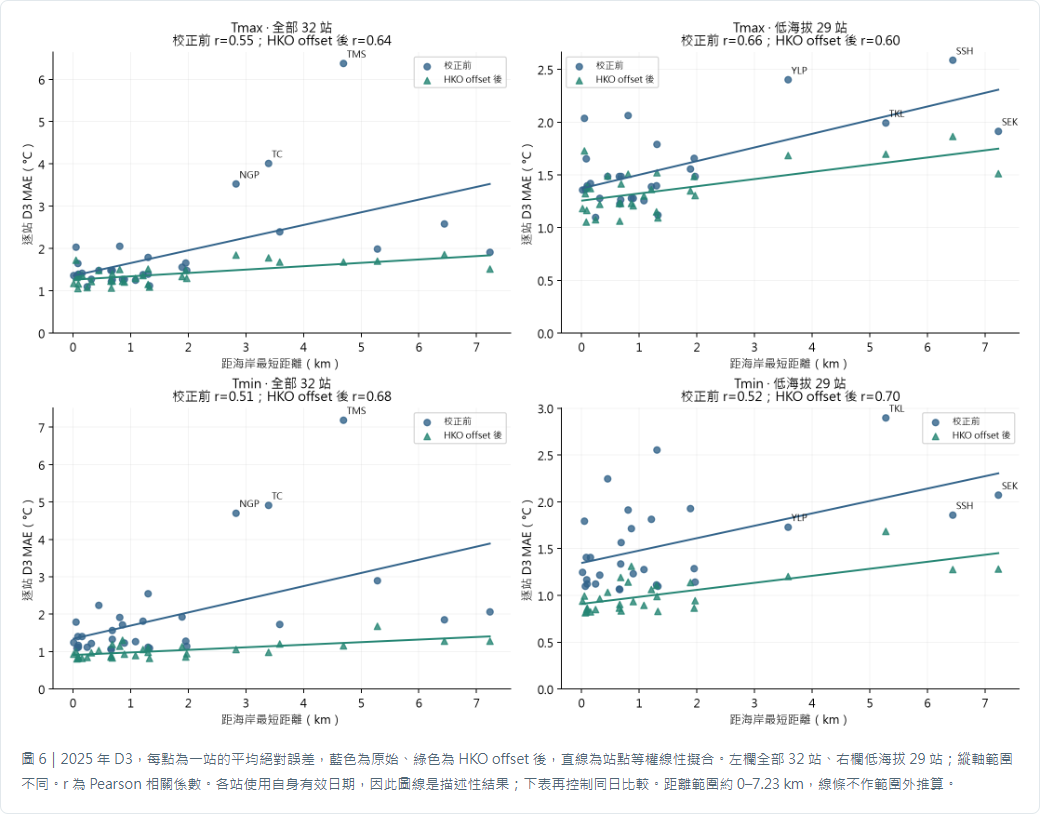 Tmax · 全部 32 站
校正前 r=0.55；HKO offset 後 r=0.64
TMS
TC
NGP
校正前
HKO offset 後
逐站 D3 MAE（°C）
6
5
4
3
2
1
0
0 1 2 3 4 5 6 7
距海岸最短距離（km）
Tmax · 低海拔 29 站
校正前 r=0.66；HKO offset 後 r=0.60
校正前
HKO offset 後
SSH
YLP
TKL
SEK
逐站 D3 MAE（°C）
2.5
2.0
1.5
1.0
0.5
0.0
0 1 2 3 4 5 6 7
距海岸最短距離（km）
Tmin · 全部 32 站
校正前 r=0.51；HKO offset 後 r=0.68
TMS
TC
NGP
校正前
HKO offset 後
逐站 D3 MAE（°C）
7
6
5
4
3
2
1
0
0 1 2 3 4 5 6 7
距海岸最短距離（km）
Tmin · 低海拔 29 站
校正前 r=0.52；HKO offset 後 r=0.70
TKL
校正前
HKO offset 後
SEK
SSH
YLP
逐站 D3 MAE（°C）
3.0
2.5
2.0
1.5
1.0
0.5
0.0
0 1 2 3 4 5 6 7
距海岸最短距離（km）
圖 6｜2025 年 D3，每點為一站的平均絕對誤差，藍色為原始、綠色為 HKO offset 後，直線為站點等權線性擬合。左欄全部 32 站、右欄低海拔 29 站；縱軸範圍
不同。r 為 Pearson 相關係數。各站使用自身有效日期，因此圖線是描述性結果；下表再控制同日比較。距離範圍約 0–7.23 km，線條不作範圍外推算。